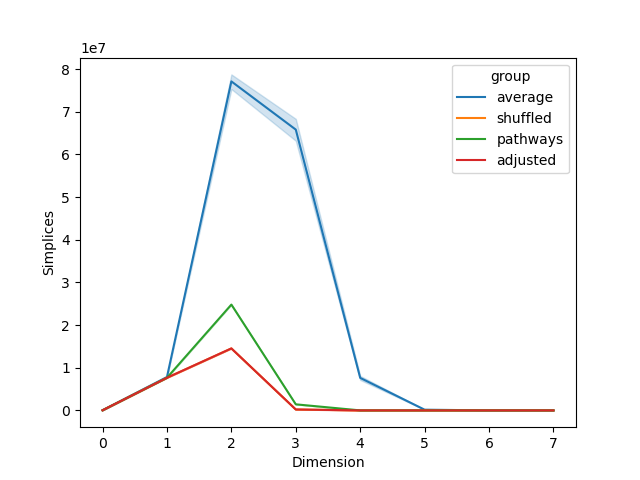 1e7
8
7
6
5
4
3
2
1
0
Simplices
group
average
shuffled
pathways
adjusted
0 1 2 3 4 5 6 7
Dimension